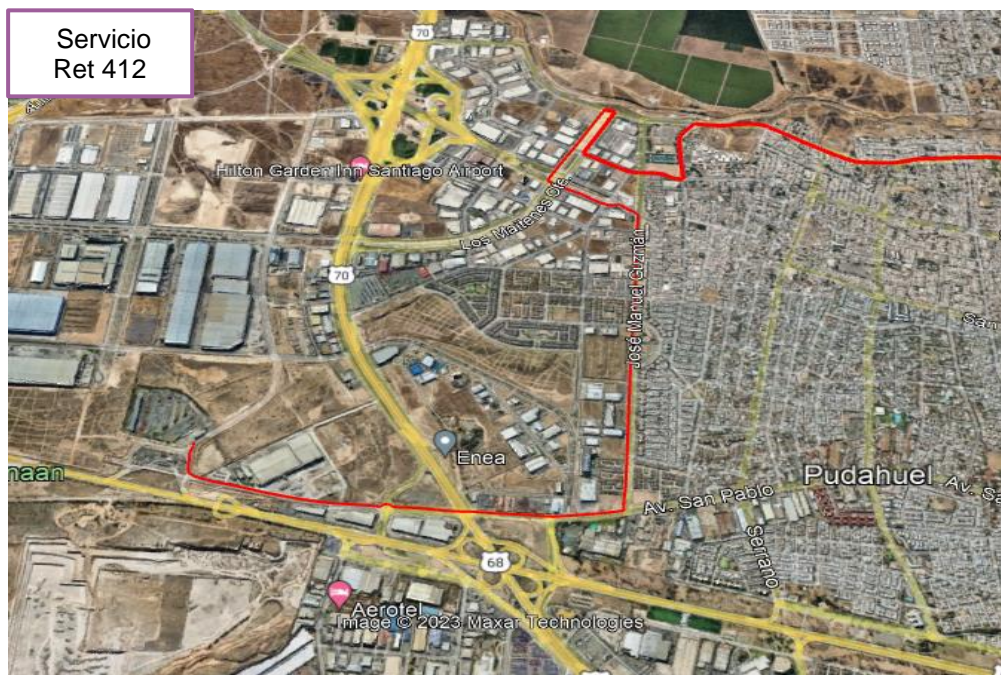 Servicio
Ret 412
70
Hilton Garden Inn Santiago Airport
Los Maitenes Ote.
70
José Manuel Guzmán
Enea
Pudahuel
Av. San Pablo
Serrano
68
Aerotel
Image © 2023 Maxar Technologies